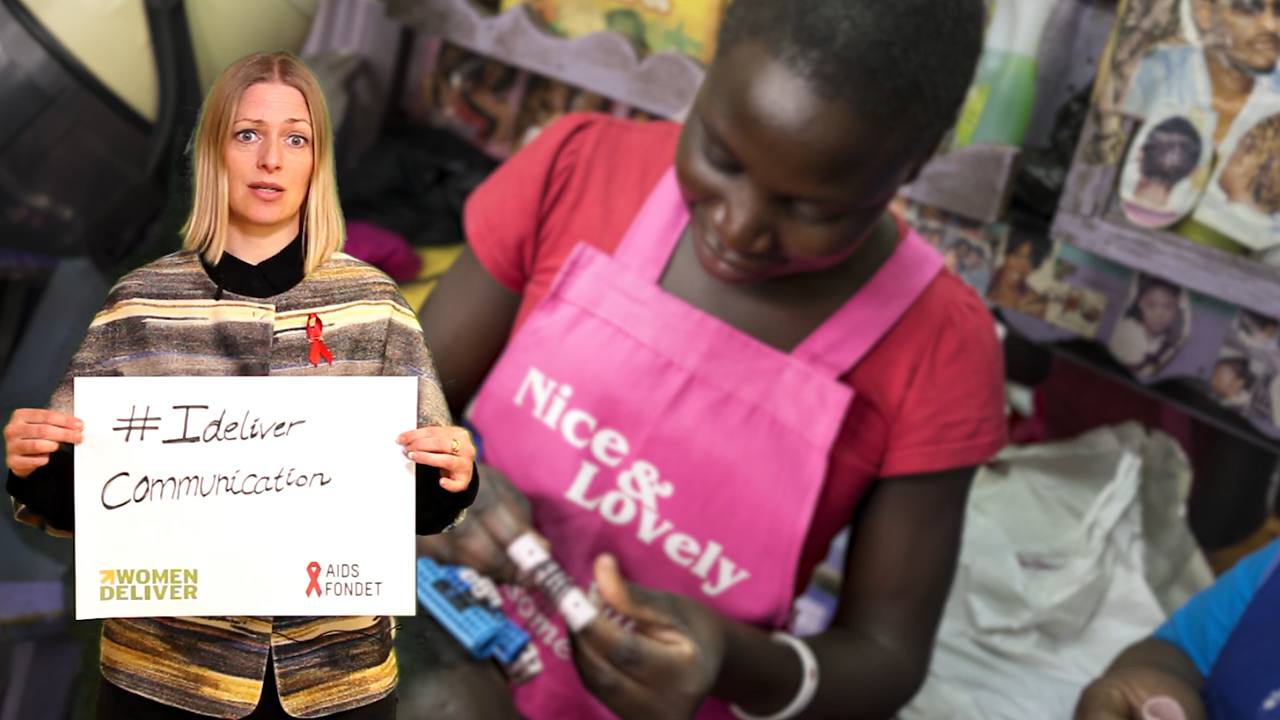 #Ideliver
Communication
WOMEN
DELIVER
AIDS
FONDET
Nice
&
Lovely